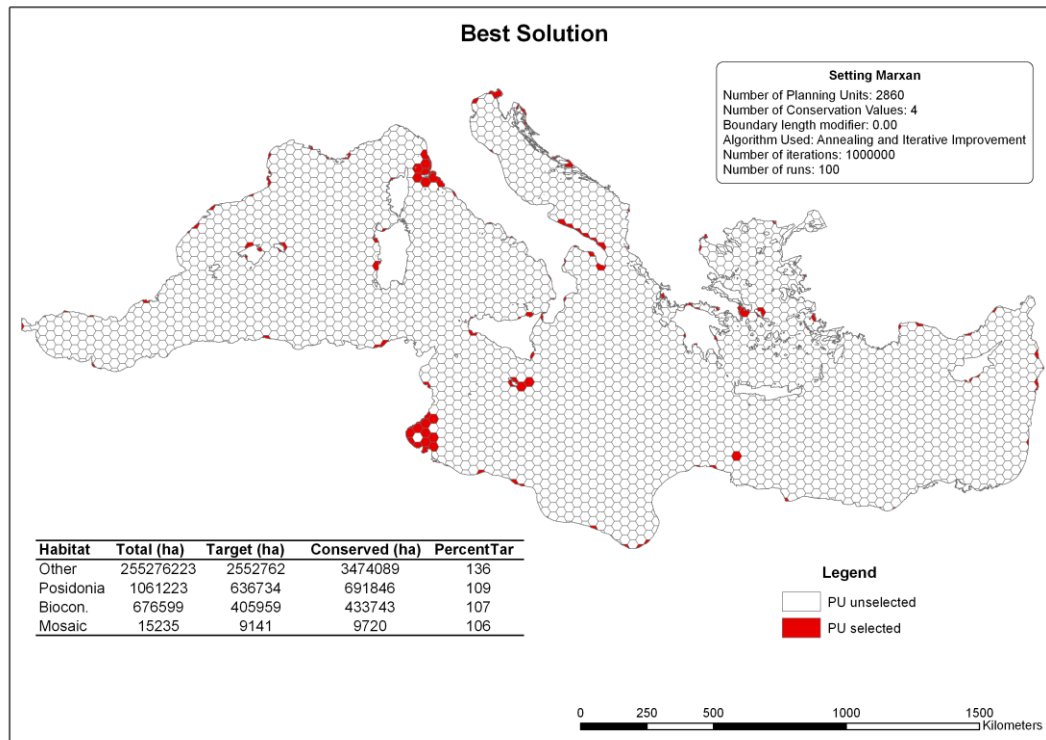 Best Solution
Setting Marxan
Number of Planning Units: 2860
Number of Conservation Values: 4
Boundary length modifier: 0.00
Algorithm Used: Annealing and Iterative Improvement
Number of iterations: 1000000
Number of runs: 100
Habitat Total (ha) Target (ha) Conserved (ha) PercentTar
Other 255276223 2552762 3474089 136
Posidonia 1061223 636734 691846 109
Biocon. 676599 405959 433743 107
Mosaic 15235 9141 9720 106
Legend
PU unselected
PU selected
0 250 500 1000 1500
Kilometers